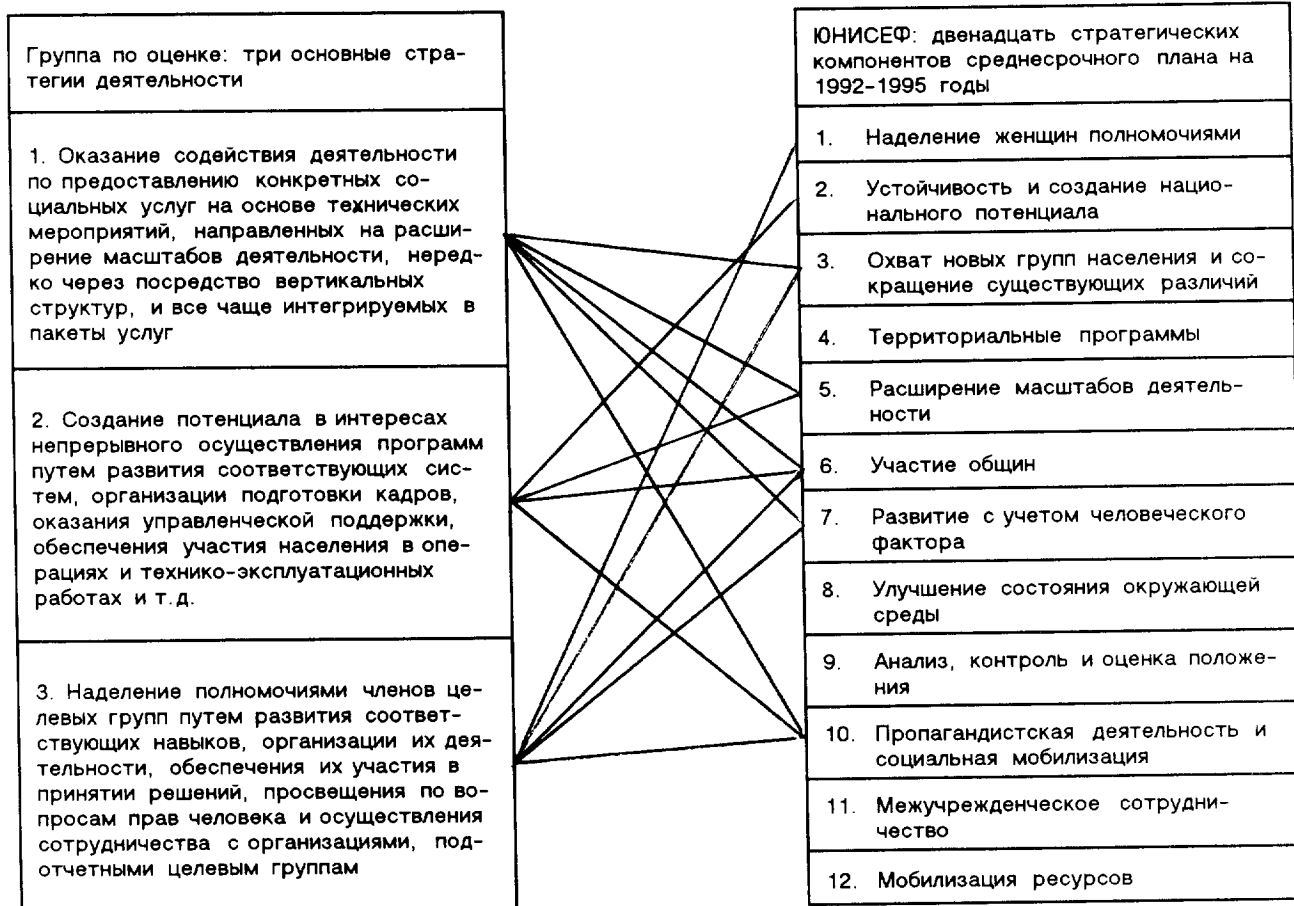 Группа по оценке: три основные стра-
тегии деятельности
1. Оказание содействия деятельности
по предоставлению конкретных со-
циальных услуг на основе технических
мероприятий, направленных на расши-
рение масштабов деятельности, неред-
ко через посредство вертикальных
структур, и все чаще интегрируемых в
пакеты услуг
2. Создание потенциала в интересах
непрерывного осуществления программ
путем развития соответствующих сис-
тем, организации подготовки кадров,
оказания управленческой поддержки,
обеспечения участия населения в опе-
рациях и технико-эксплуатационных
работах и т.д.
3. Наделение полномочиями членов це-
левых групп путем развития соответ-
ствующих навыков, организации их дея-
тельности, обеспечения их участия в
принятии решений, просвещения по во-
просам прав человека и осуществления
сотрудничества с организациями, под-
отчетными целевым группам
ЮНИСЕФ: двенадцать стратегических
компонентов среднесрочного плана на
1992-1995 годы
1. Наделение женщин полномочиями
2. Устойчивость и создание нацио-
нального потенциала
3. Охват новых групп населения и со-
кращение существующих различий
4. Территориальные программы
5. Расширение масштабов деятель-
ности
6. Участие общин
7. Развитие с учетом человеческого
фактора
8. Улучшение состояния окружающей
среды
9. Анализ, контроль и оценка положе-
ния
10. Пропагандистская деятельность и
социальная мобилизация
11. Межучрежденческое сотрудни-
чество
12. Мобилизация ресурсов